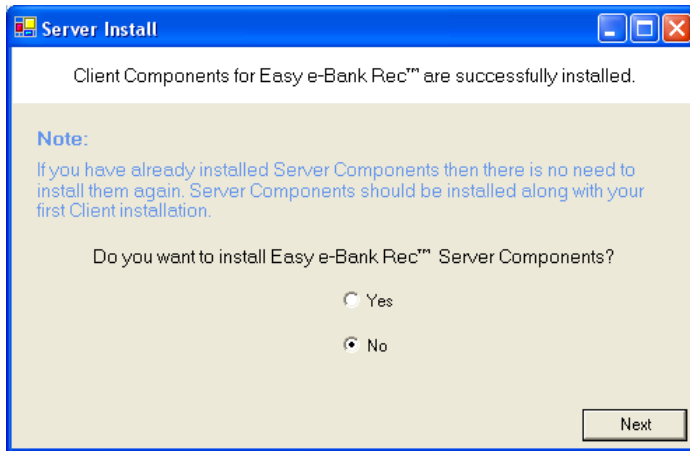 Server Install
Client Components for Easy e-Bank Rec™ are successfully installed.
Note:
If you have already installed Server Components then there is no need to
install them again. Server Components should be installed along with your
first Client installation.
Do you want to install Easy e-Bank Rec™ Server Components?
Yes
No
Next